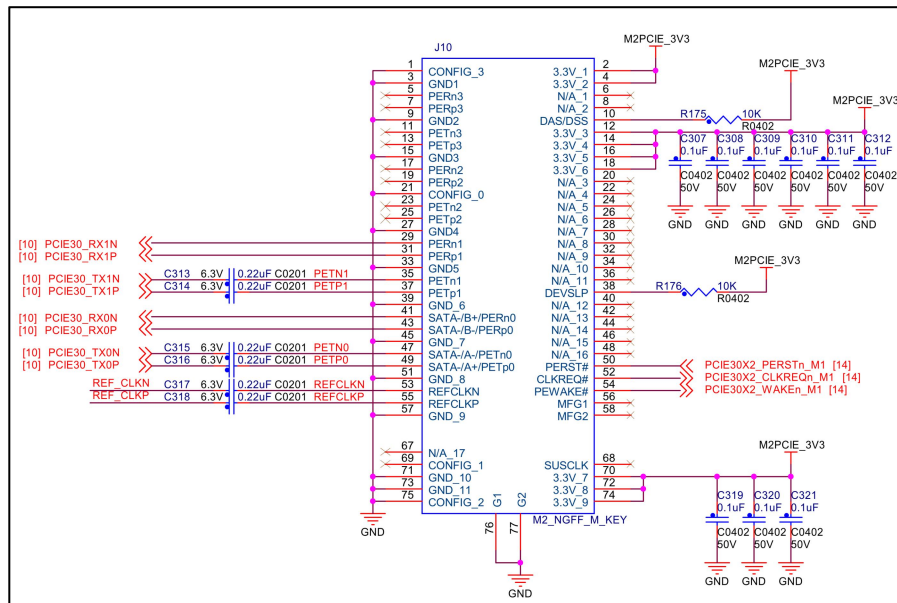 M2PCIE_3V3
J10
1 CONFIG_3 3.3V_1 2
3 GND1 3.3V_2 4
5 PERn3 N/A_1 6
7 PERp3 N/A_2 8
9 GND2 DAS/DSS 10
11 PETn3 3.3V_3 12
13 PETp3 3.3V_4 14
15 GND3 3.3V_5 16
17 PERn2 3.3V_6 18
19 PERp2 N/A_3 20
21 CONFIG_0 N/A_4 22
23 PETn2 N/A_5 24
25 PETp2 N/A_6 26
27 GND4 N/A_7 28
29 PERn1 N/A_8 30
31 PERp1 N/A_9 32
33 GND5 N/A_10 34
35 PETn1 N/A_11 36
37 PETp1 DEVSLP 38
39 GND_6 N/A_12 40
41 SATA-/B+/PERn0 N/A_13 42
43 SATA-/B-/PERp0 N/A_14 44
45 GND_7 N/A_15 46
47 SATA-/A-/PETn0 N/A_16 48
49 SATA-/A+/PETp0 PERST# 50
51 GND_8 CLKREQ# 52
53 REFCLKN PEWAKE# 54
55 REFCLKP MFG1 56
57 GND_9 MFG2 58
67 N/A_17
69 CONFIG_1 SUSCLK 68
71 GND_10 3.3V_7 70
73 GND_11 3.3V_8 72
75 CONFIG_2 3.3V_9 74
G1 G2
76 77
M2_NGFF_M_KEY
GND
GND
[10] PCIE30_RX1N
[10] PCIE30_RX1P
[10] PCIE30_TX1N C313 6.3V 0.22uF C0201 PETN1
[10] PCIE30_TX1P C314 6.3V 0.22uF C0201 PETP1
[10] PCIE30_RX0N
[10] PCIE30_RX0P
[10] PCIE30_TX0N C315 6.3V 0.22uF C0201 PETN0
[10] PCIE30_TX0P C316 6.3V 0.22uF C0201 PETP0
REF_CLKN C317 6.3V 0.22uF C0201 REFCLKN
REF_CLKP C318 6.3V 0.22uF C0201 REFCLKP
M2PCIE_3V3
R175 10K
R0402
M2PCIE_3V3
C307 C308 C309 C310 C311 C312
0.1uF 0.1uF 0.1uF 0.1uF 0.1uF 0.1uF
C0402 C0402 C0402 C0402 C0402 C0402
50V 50V 50V 50V 50V 50V
GND GND GND GND GND GND
M2PCIE_3V3
R176 10K
R0402
PCIE30X2_PERSTn_M1 [14]
PCIE30X2_CLKREQn_M1 [14]
PCIE30X2_WAKEn_M1 [14]
M2PCIE_3V3
C319 C320 C321
0.1uF 0.1uF 0.1uF
C0402 C0402 C0402
50V 50V 50V
GND GND GND